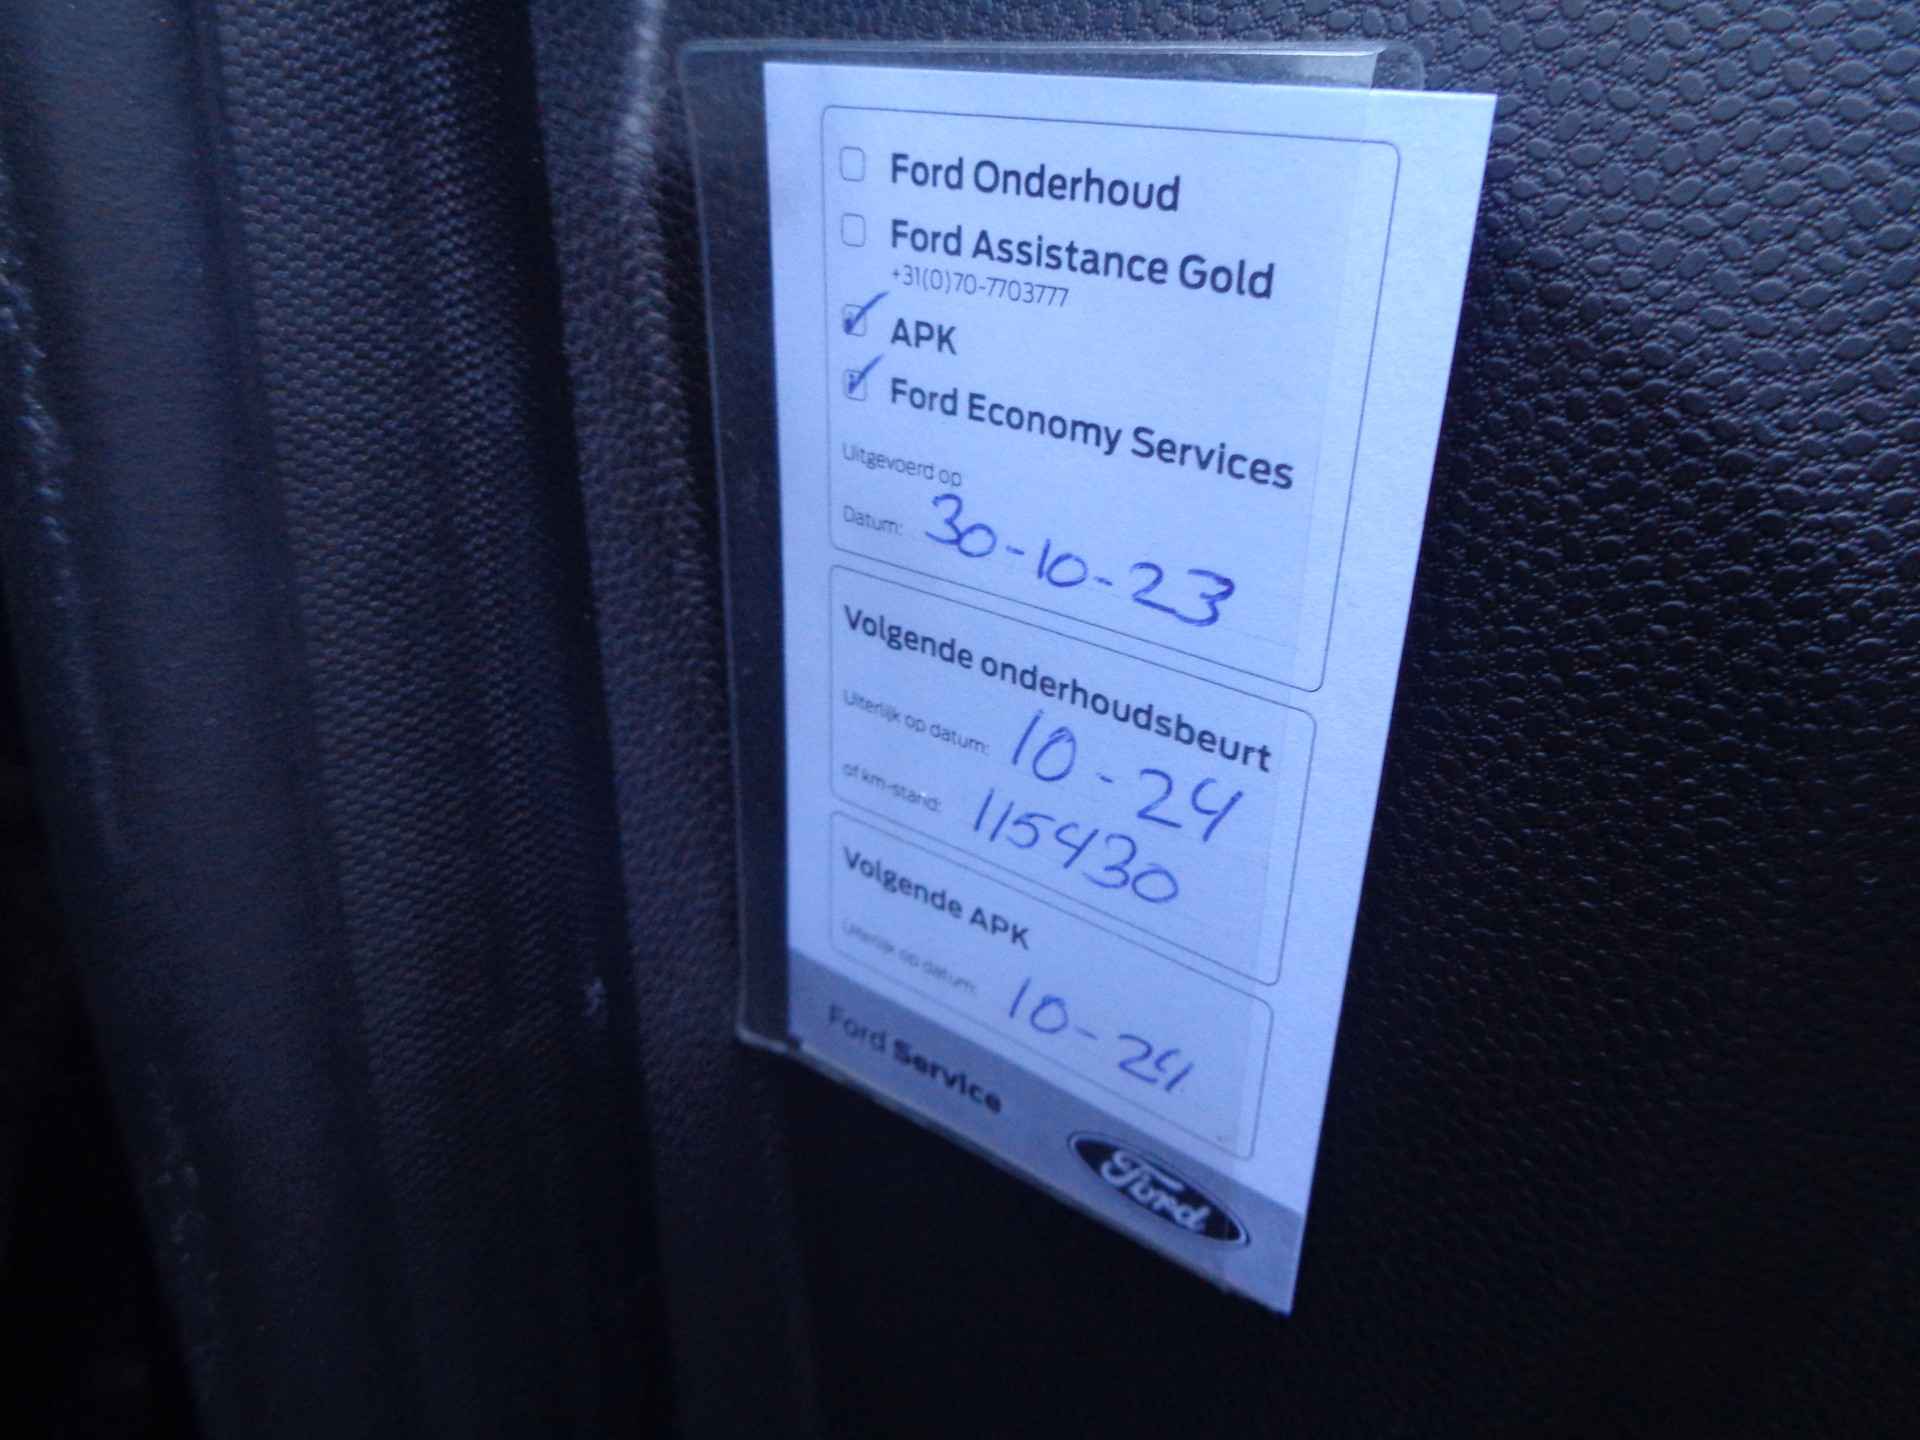 Ford Onderhoud
Ford Assistance Gold
+31(0)70-7703777
APK
Ford Economy Services
Uitgevoerd op
Datum: 30-10-23
Volgende onderhoudsbeurt
Uiterlijk op datum: 10-24
of km-stand: 115430
Volgende APK
Uiterlijk op datum: 10-24
Ford Service
Ford